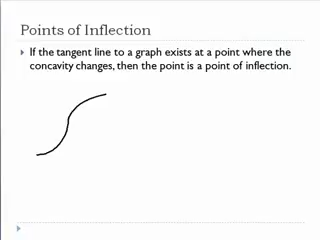 Points of Inflection
If the tangent line to a graph exists at a point where the
concavity changes, then the point is a point of inflection.